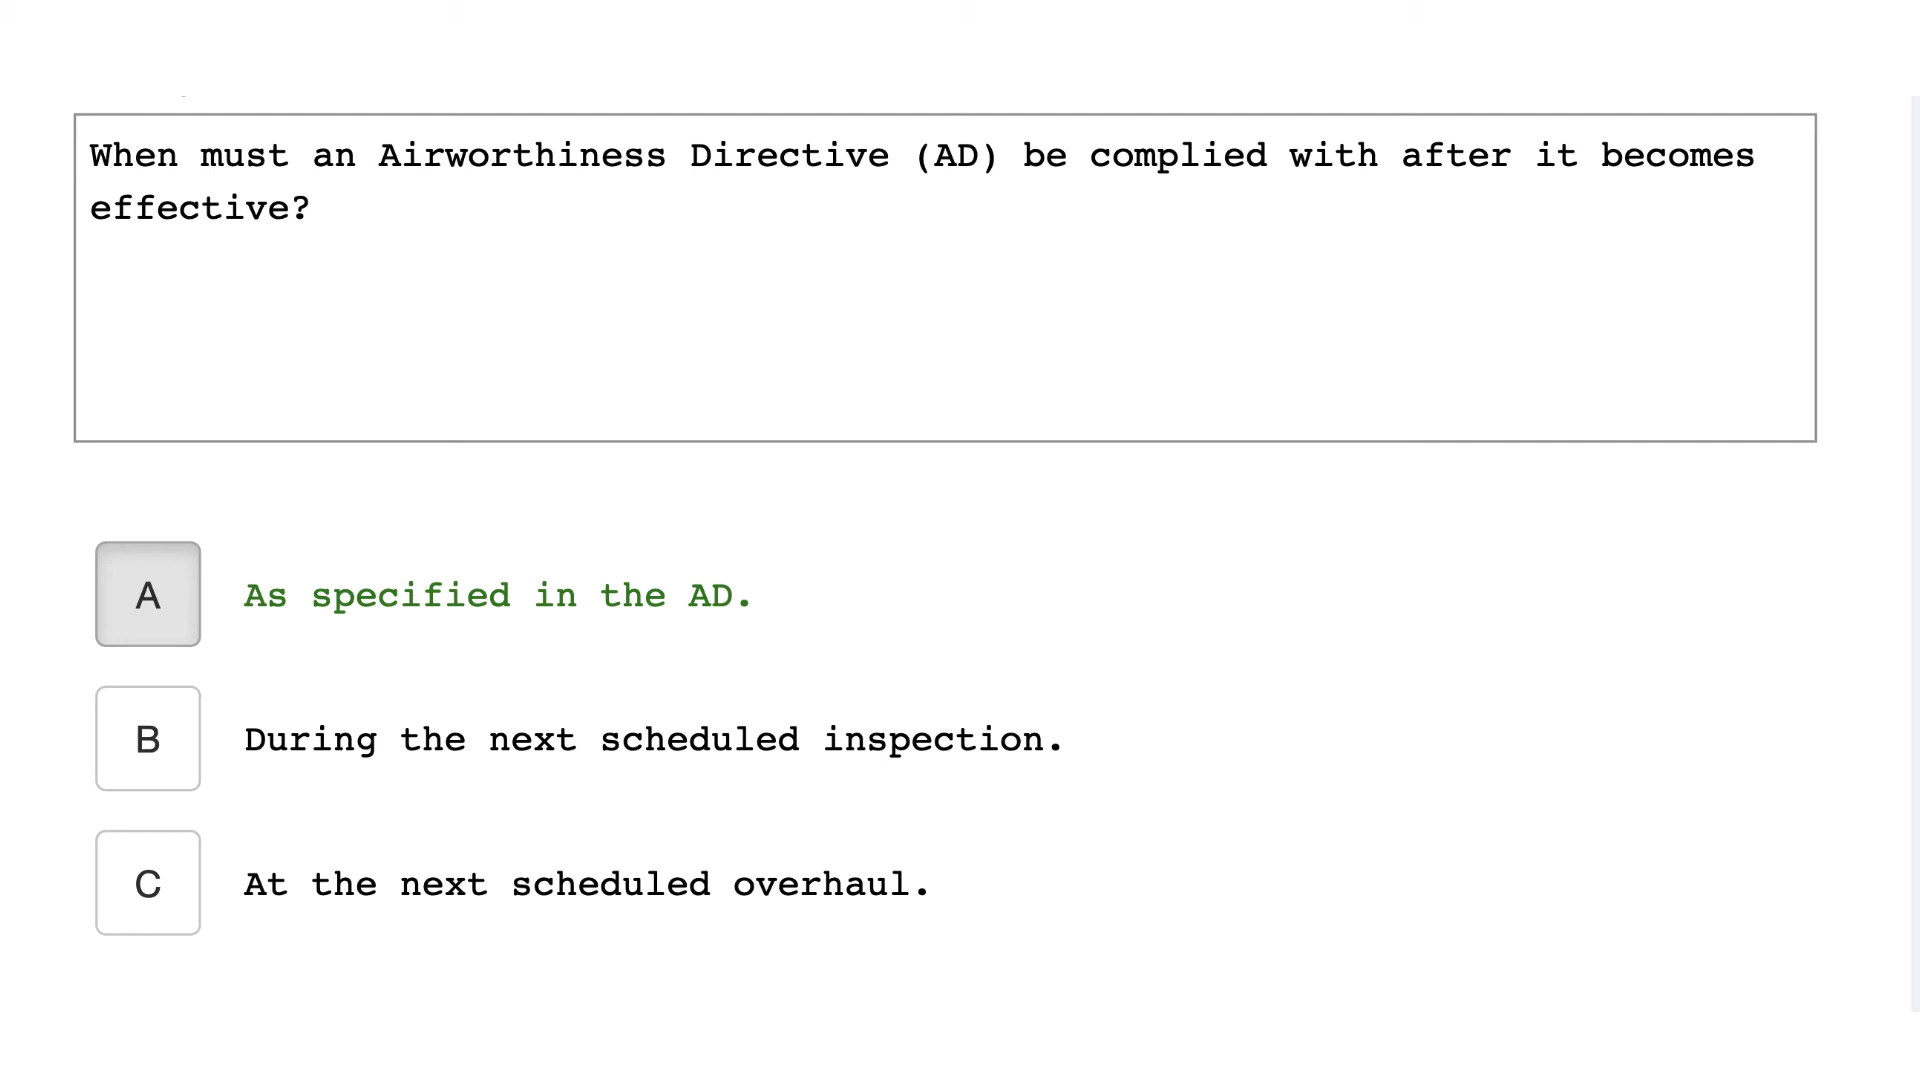 When must an Airworthiness Directive (AD) be complied with after it becomes
effective?
A As specified in the AD.
B During the next scheduled inspection.
C At the next scheduled overhaul.